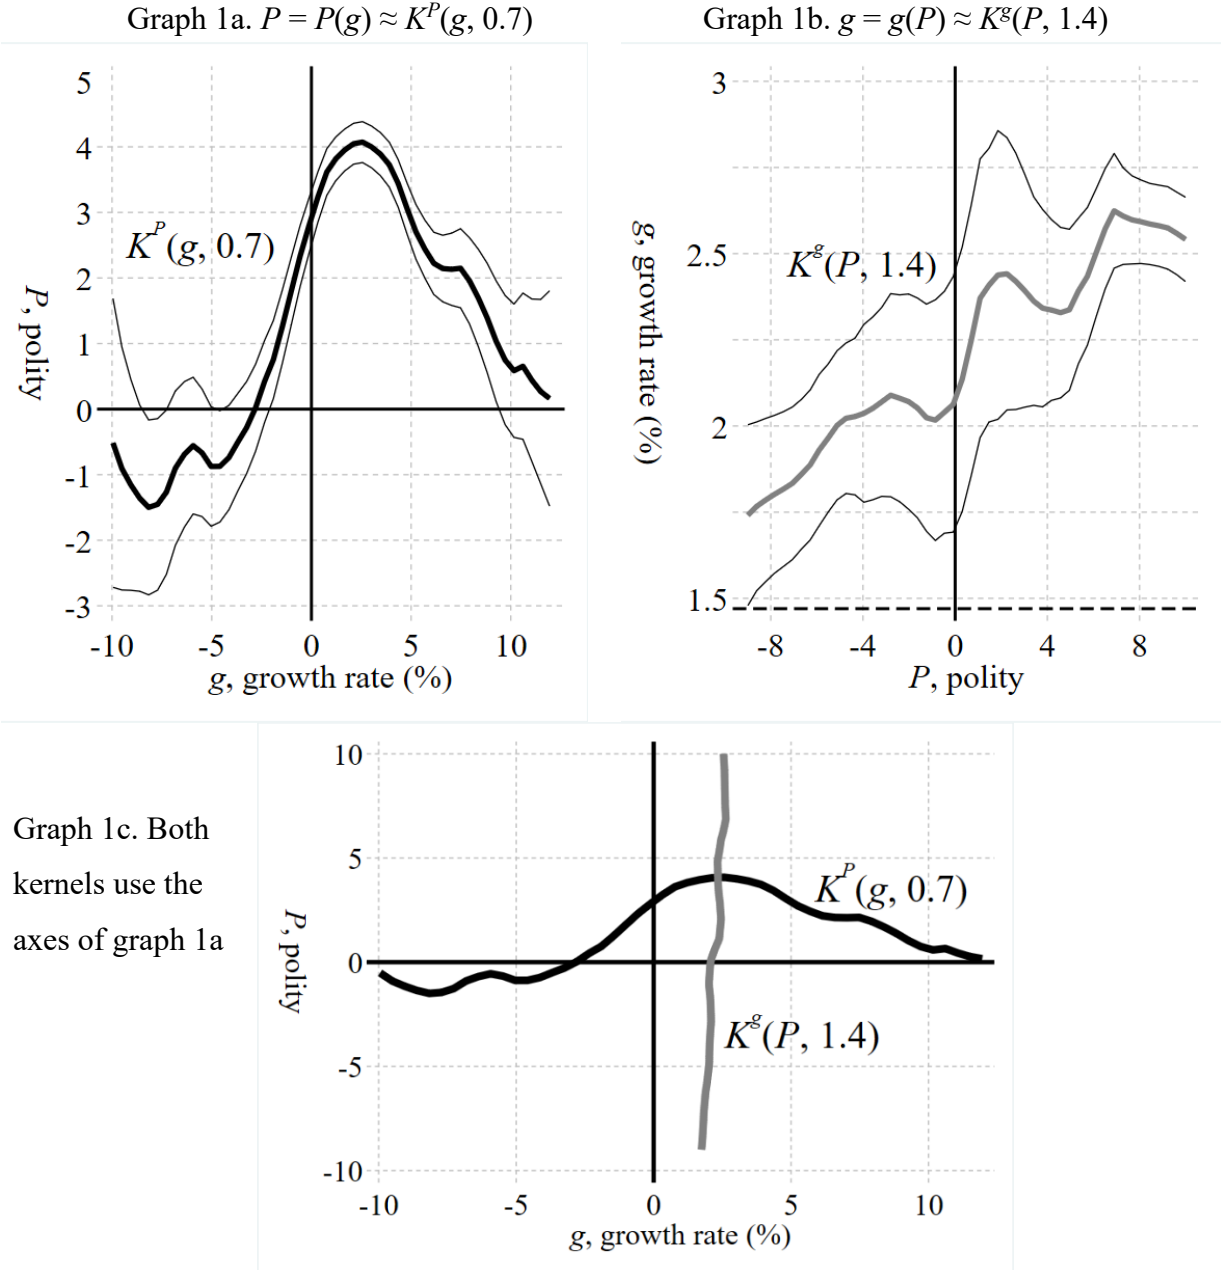 Graph 1a. P = P(g) ≈ K^P(g, 0.7)
5
4
3
2
1
0
-1
-2
-3
P, polity
K^P(g, 0.7)
-10 -5 0 5 10
g, growth rate (%)
Graph 1b. g = g(P) ≈ K^g(P, 1.4)
3
2.5
2
1.5
g, growth rate (%)
K^g(P, 1.4)
-8 -4 0 4 8
P, polity
Graph 1c. Both
kernels use the
axes of graph 1a
10
5
0
-5
-10
P, polity
K^P(g, 0.7)
K^g(P, 1.4)
-10 -5 0 5 10
g, growth rate (%)